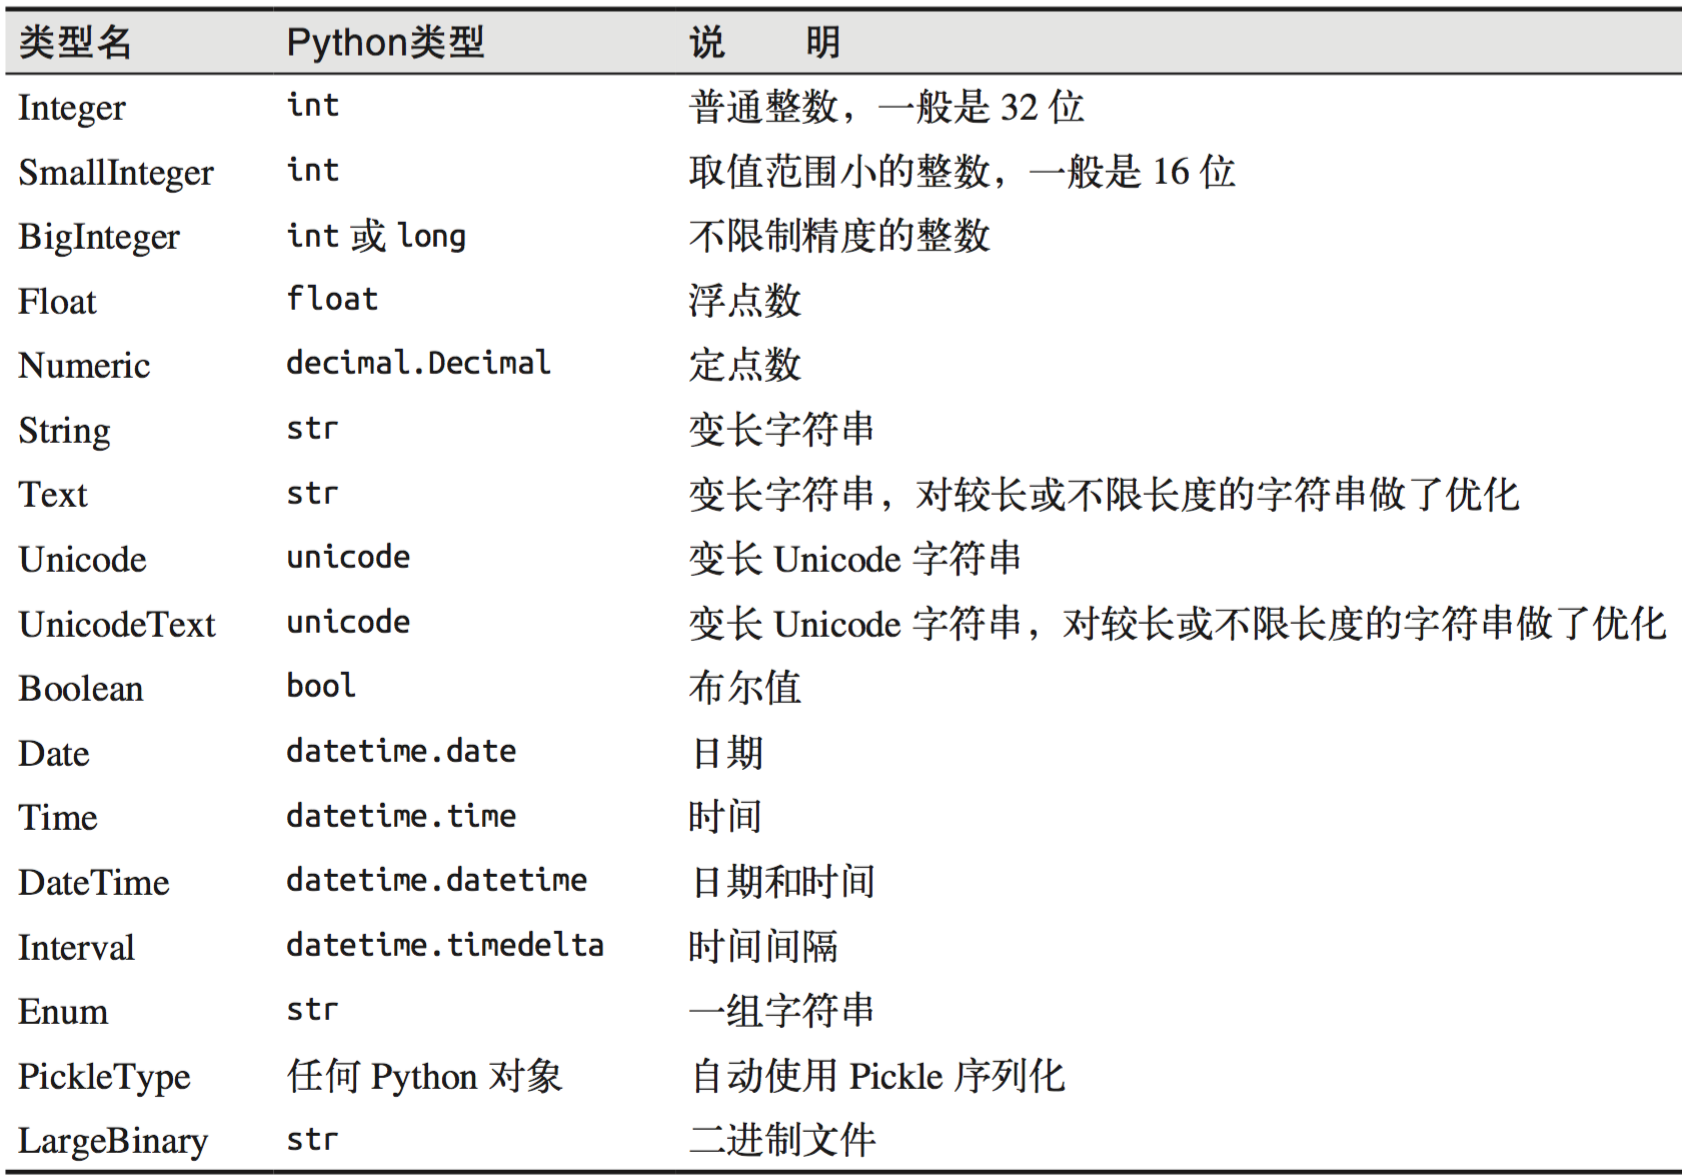 类型名 Python类型 说 明
Integer int 普通整数，一般是 32 位
SmallInteger int 取值范围小的整数，一般是 16 位
BigInteger int 或 long 不限制精度的整数
Float float 浮点数
Numeric decimal.Decimal 定点数
String str 变长字符串
Text str 变长字符串，对较长或不限长度的字符串做了优化
Unicode unicode 变长 Unicode 字符串
UnicodeText unicode 变长 Unicode 字符串，对较长或不限长度的字符串做了优化
Boolean bool 布尔值
Date datetime.date 日期
Time datetime.time 时间
DateTime datetime.datetime 日期和时间
Interval datetime.timedelta 时间间隔
Enum str 一组字符串
PickleType 任何 Python 对象 自动使用 Pickle 序列化
LargeBinary str 二进制文件